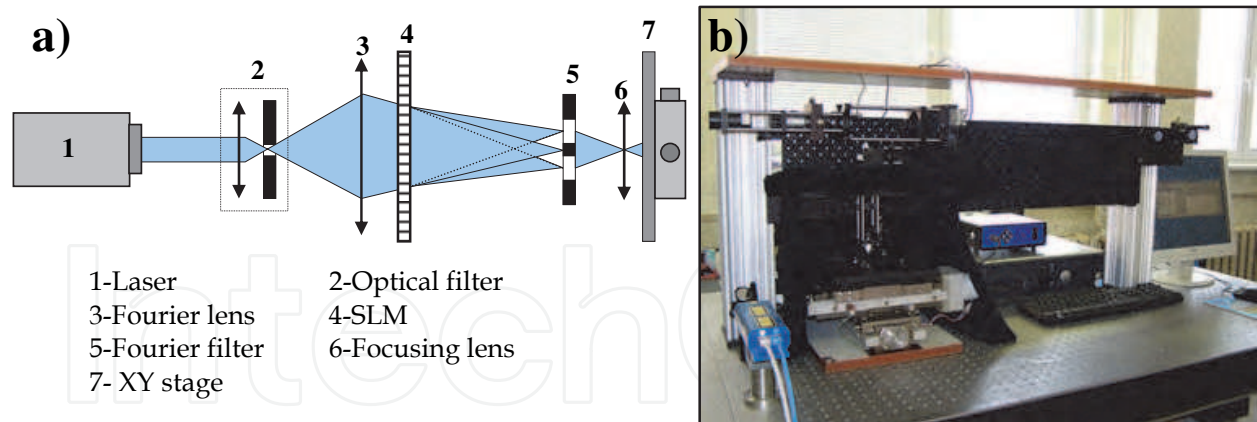 a)
1
2
3
4
5
6
7
1-Laser
2-Optical filter
3-Fourier lens
4-SLM
5-Fourier filter
6-Focusing lens
7- XY stage
IntechO
b)